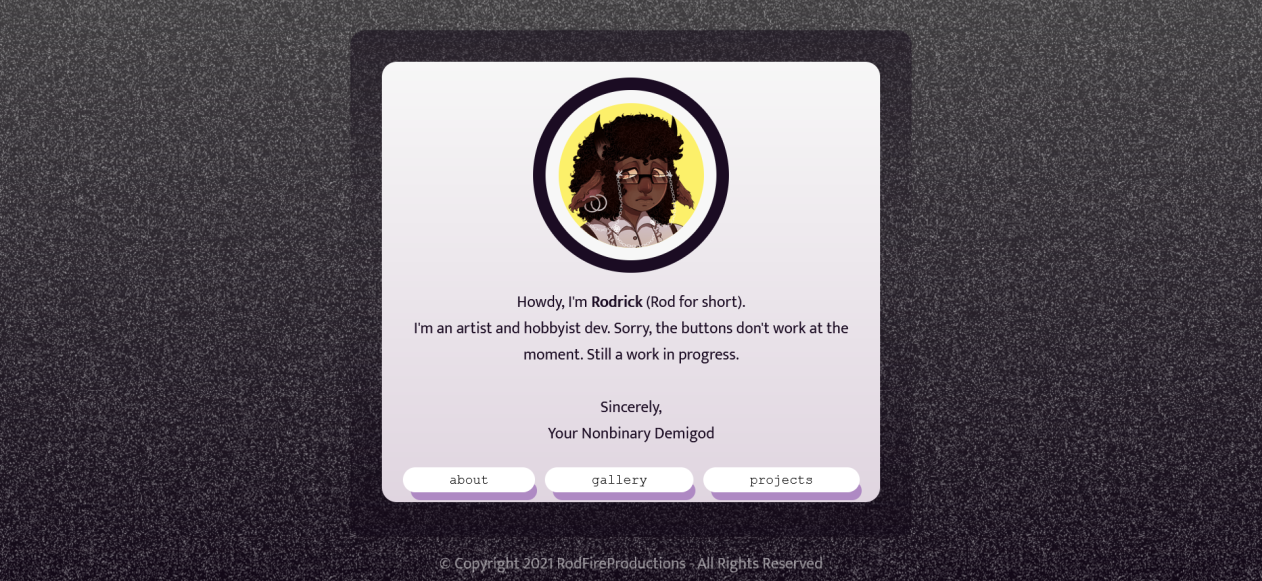 Howdy, I'm Rodrick (Rod for short).
I'm an artist and hobbyist dev. Sorry, the buttons don't work at the
moment. Still a work in progress.
Sincerely,
Your Nonbinary Demigod
about
gallery
projects
© Copyright 2021 RodFireProductions - All Rights Reserved